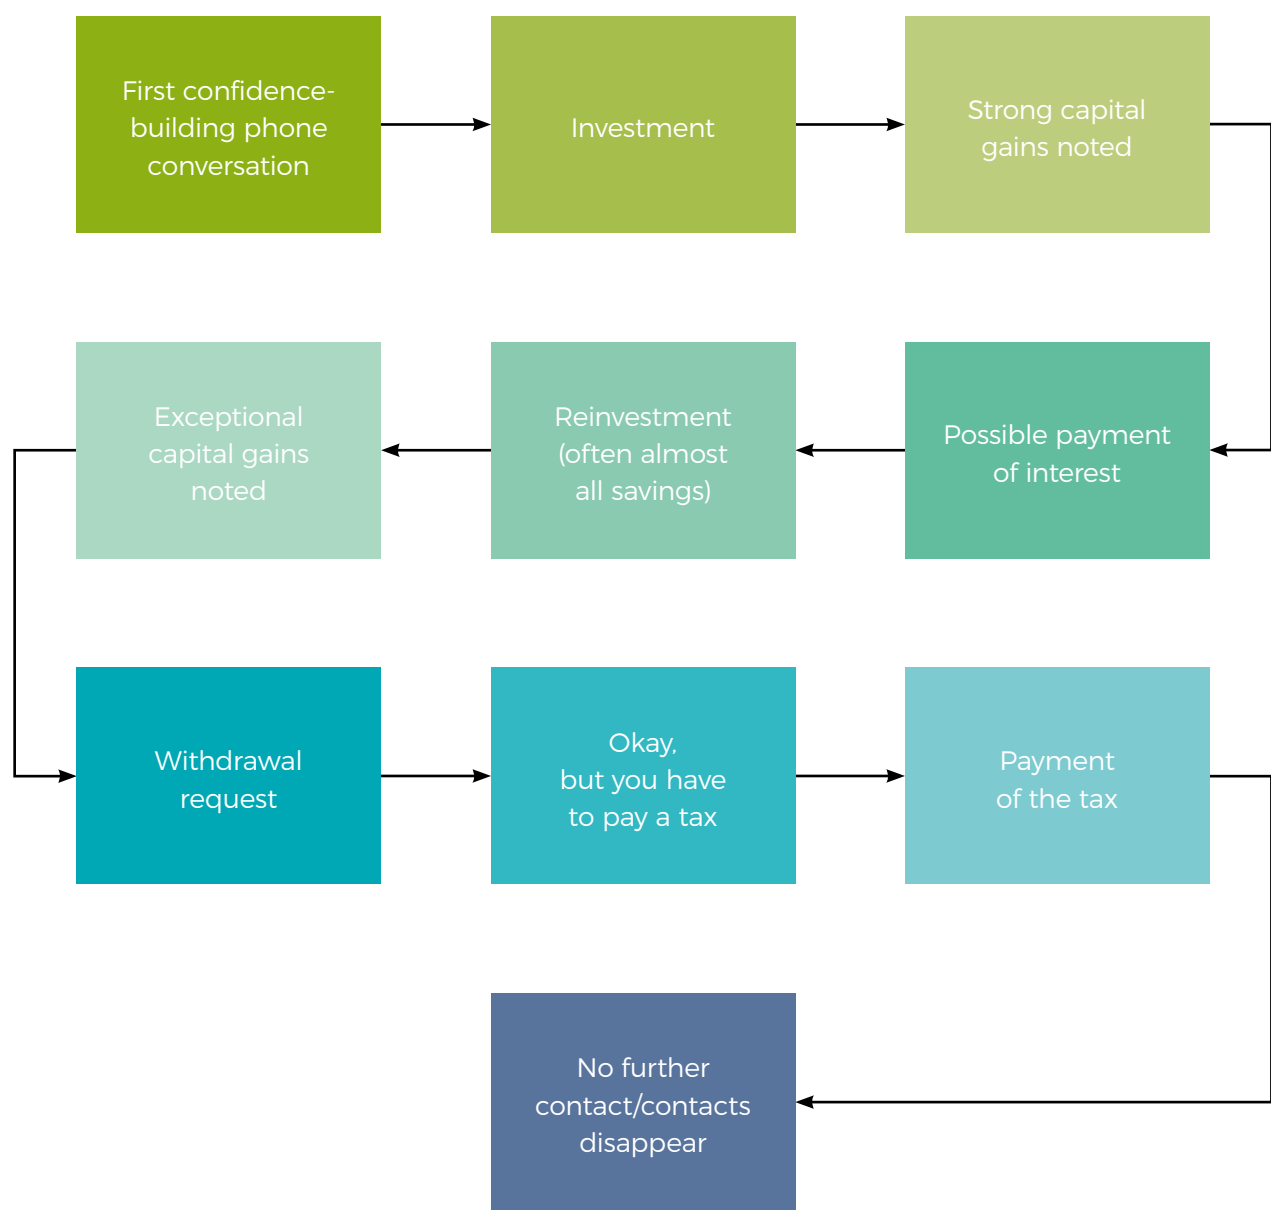 First confidence-
building phone
conversation
Investment
Strong capital
gains noted
Possible payment
of interest
Reinvestment
(often almost
all savings)
Exceptional
capital gains
noted
Withdrawal
request
Okay,
but you have
to pay a tax
Payment
of the tax
No further
contact/contacts
disappear